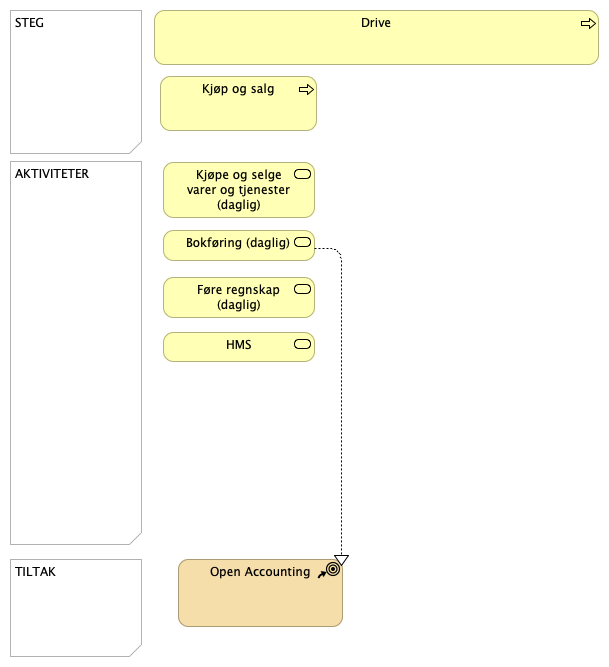 STEG
Drive
Kjøp og salg
AKTIVITETER
Kjøpe og selge
varer og tjenester
(daglig)
Bokføring (daglig)
Føre regnskap
(daglig)
HMS
TILTAK
Open Accounting